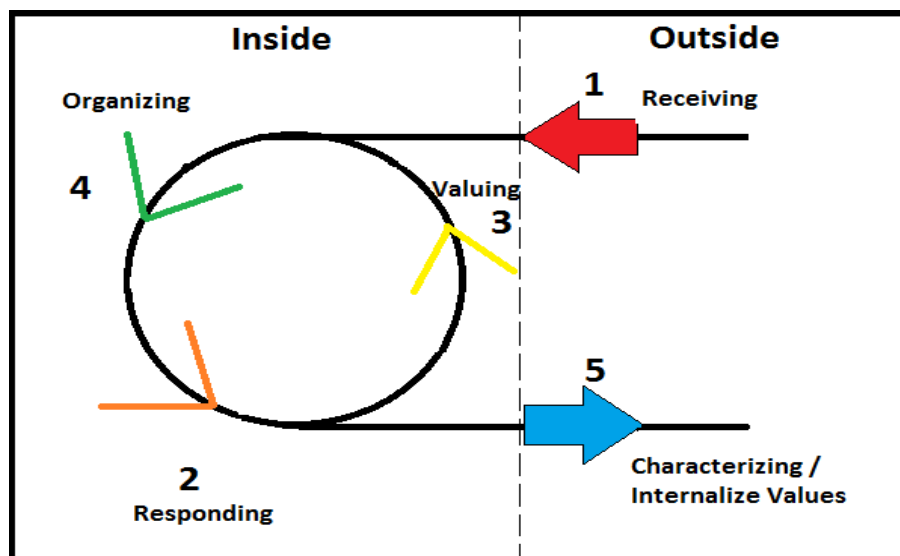 Inside
Outside
1
Receiving
Organizing
4
Valuing
3
5
2
Responding
Characterizing /
Internalize Values